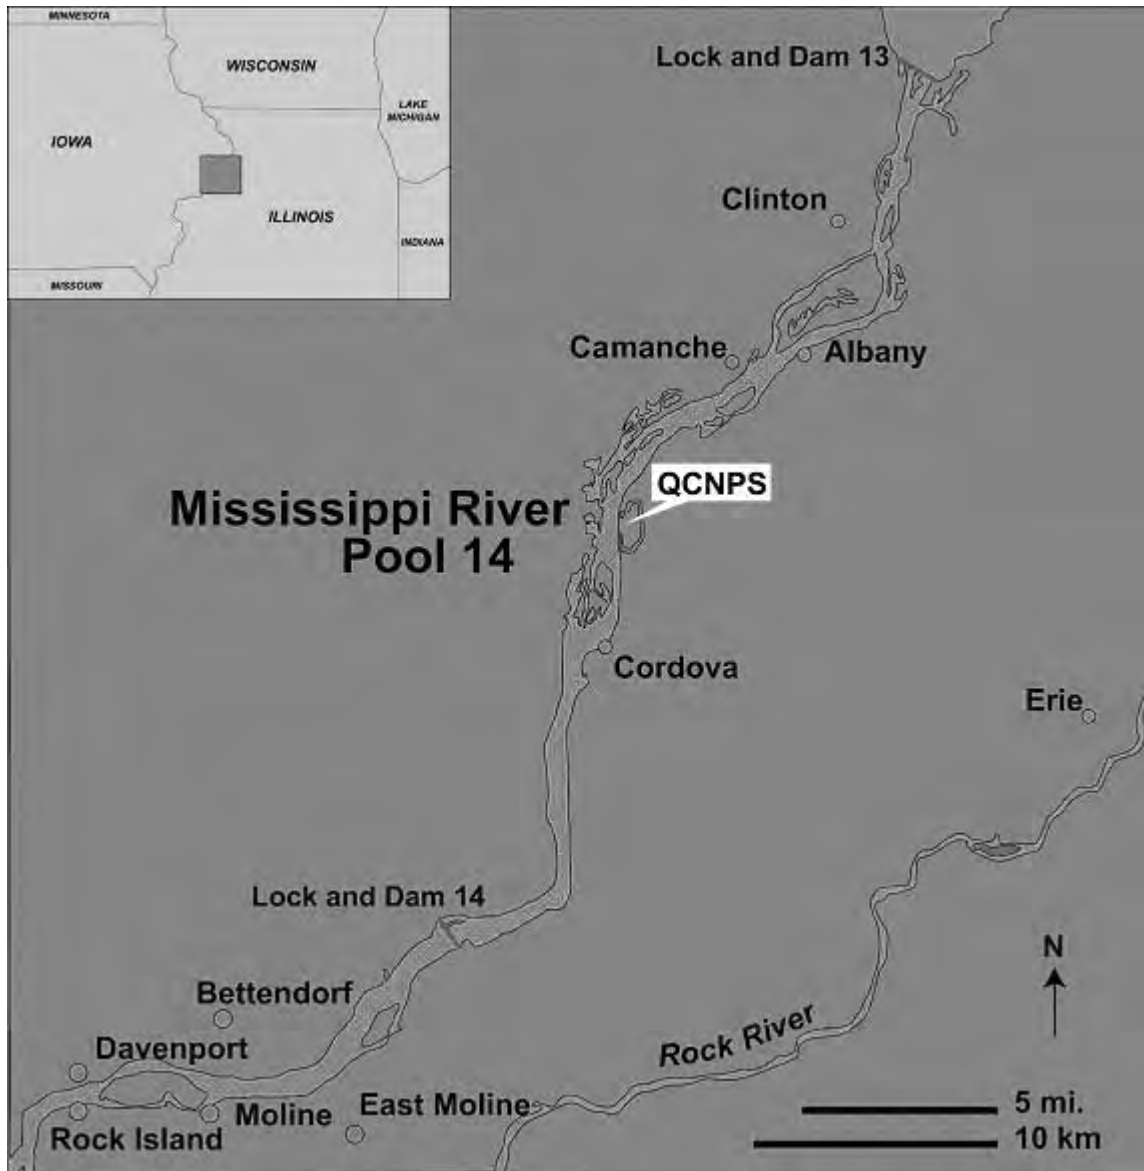 MINNESOTA
WISCONSIN
LAKE
MICHIGAN
IOWA
ILLINOIS
INDIANA
MISSOURI
Lock and Dam 13
Clinton
Camanche
Albany
QCNPS
Mississippi River
Pool 14
Cordova
Erie
Lock and Dam 14
N
Bettendorf
Rock River
Davenport
East Moline
Moline
Rock Island
5 mi.
10 km